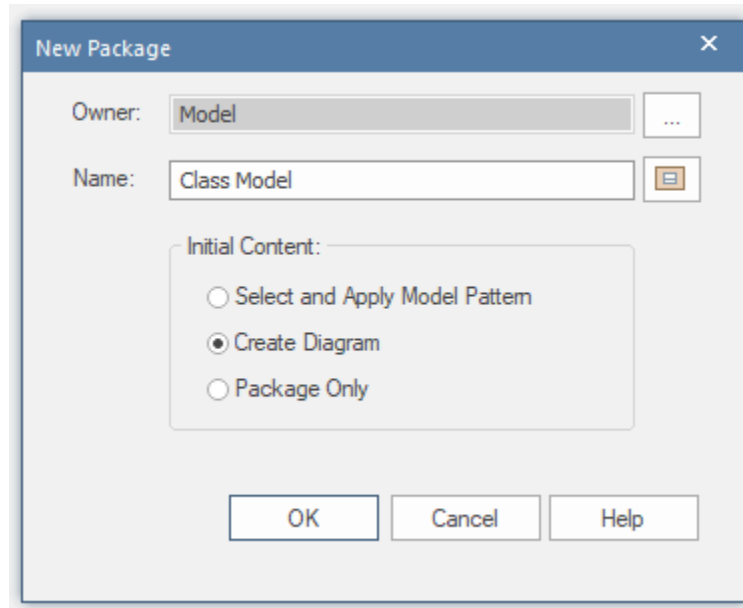 New Package
Owner: Model ...
Name: Class Model
Initial Content:
Select and Apply Model Pattern
Create Diagram
Package Only
OK Cancel Help